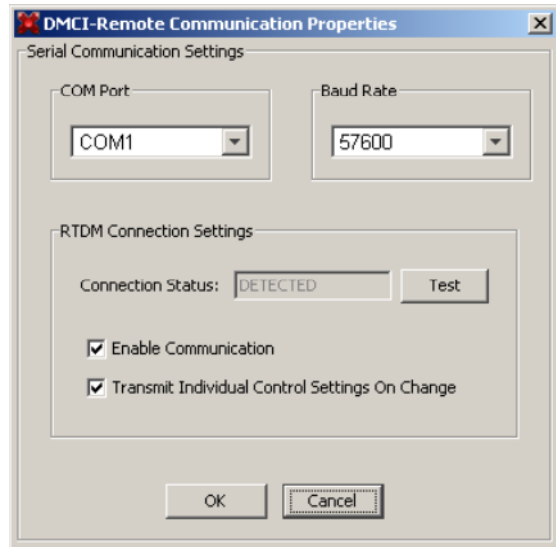 DMCI-Remote Communication Properties
Serial Communication Settings
COM Port
Baud Rate
COM1
57600
RTDM Connection Settings
Connection Status: DETECTED Test
Enable Communication
Transmit Individual Control Settings On Change
OK Cancel